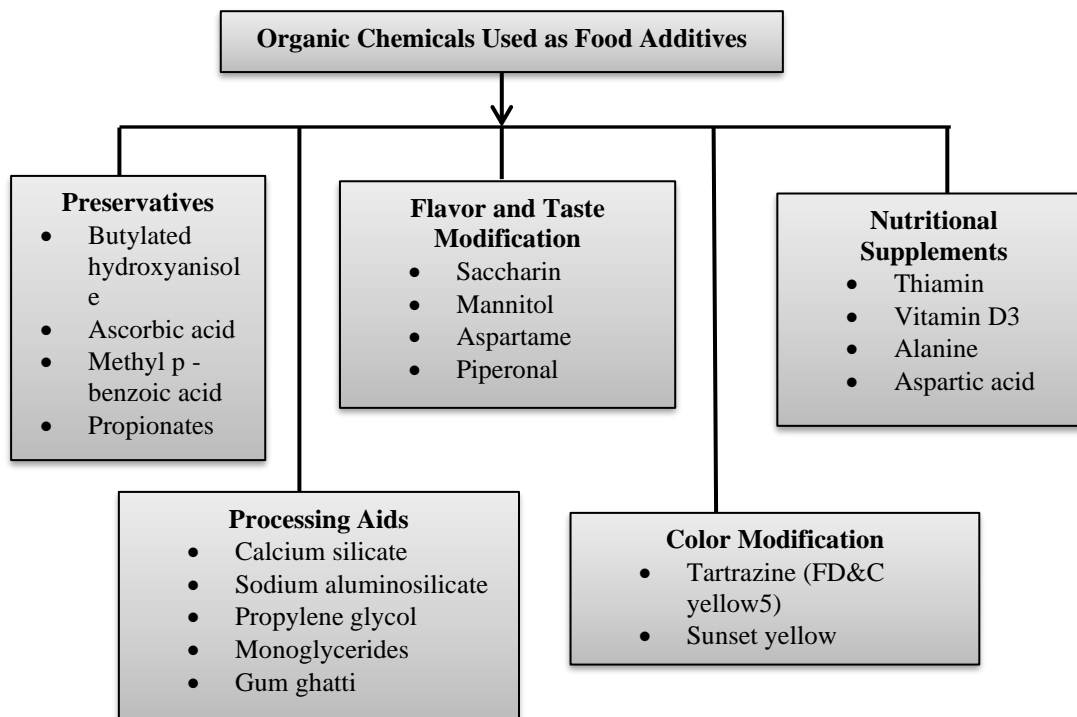 Organic Chemicals Used as Food Additives
Preservatives
• Butylated
hydroxyanisol
e
• Ascorbic acid
• Methyl p -
benzoic acid
• Propionates
Flavor and Taste
Modification
• Saccharin
• Mannitol
• Aspartame
• Piperonal
Nutritional
Supplements
• Thiamin
• Vitamin D3
• Alanine
• Aspartic acid
Processing Aids
• Calcium silicate
• Sodium aluminosilicate
• Propylene glycol
• Monoglycerides
• Gum ghatti
Color Modification
• Tartrazine (FD&C
yellow5)
• Sunset yellow